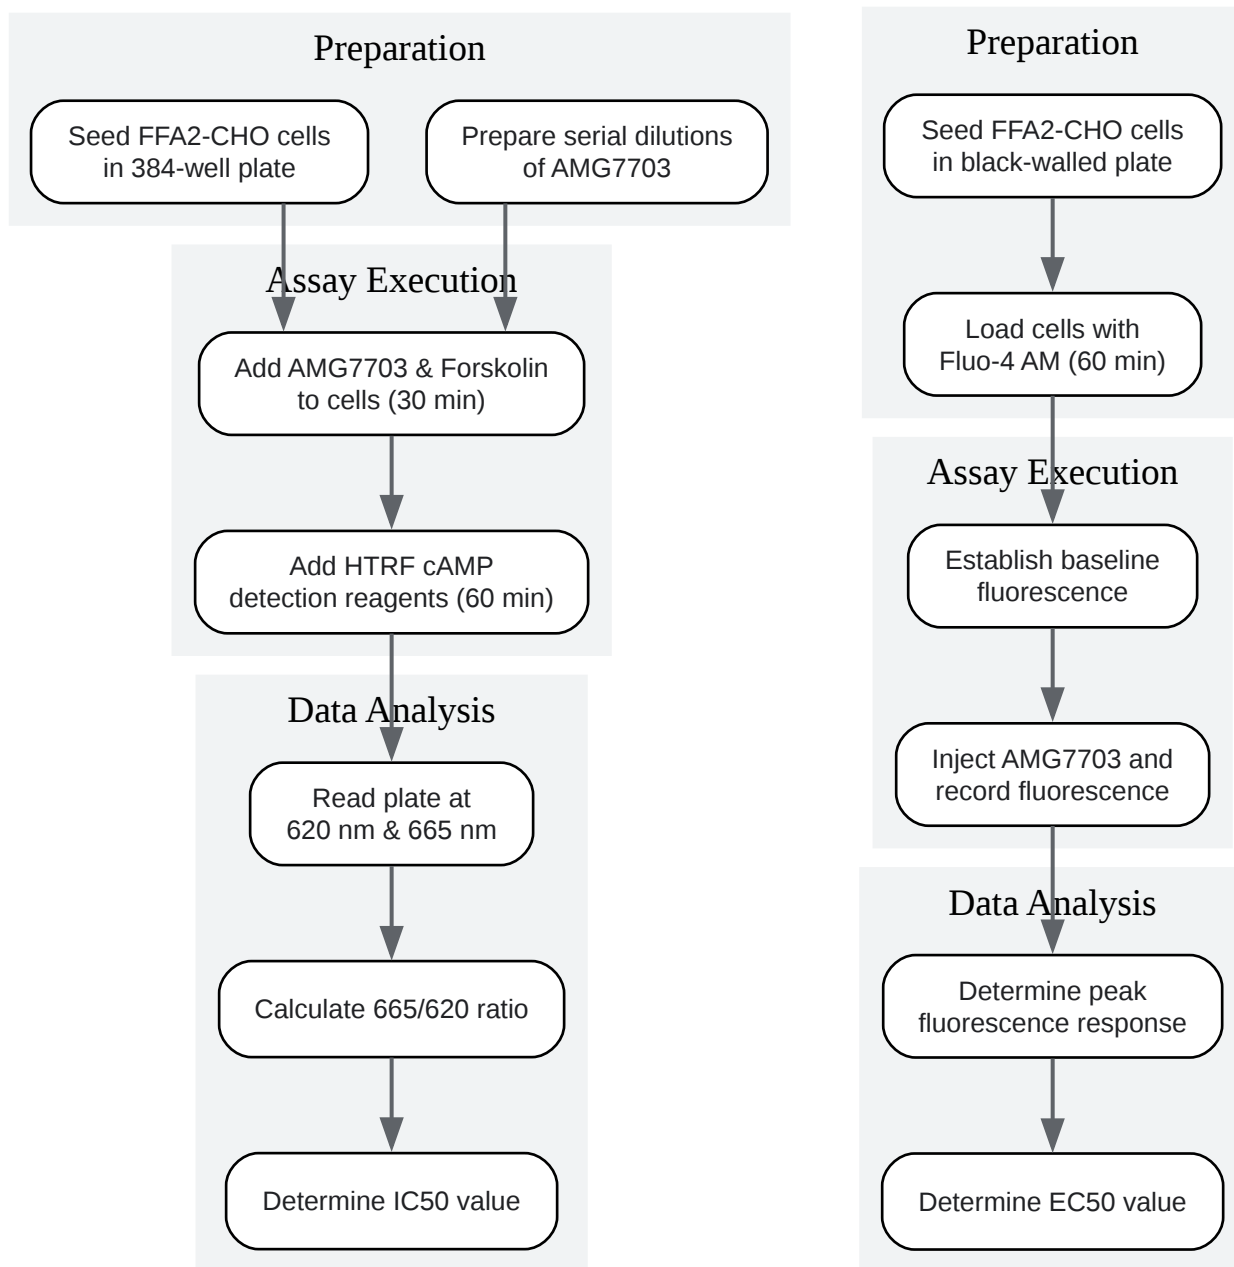 Preparation
Seed FFA2-CHO cells
in 384-well plate
Prepare serial dilutions
of AMG7703
Assay Execution
Add AMG7703 & Forskolin
to cells (30 min)
Add HTRF cAMP
detection reagents (60 min)
Data Analysis
Read plate at
620 nm & 665 nm
Calculate 665/620 ratio
Determine IC50 value
Preparation
Seed FFA2-CHO cells
in black-walled plate
Load cells with
Fluo-4 AM (60 min)
Assay Execution
Establish baseline
fluorescence
Inject AMG7703 and
record fluorescence
Data Analysis
Determine peak
fluorescence response
Determine EC50 value